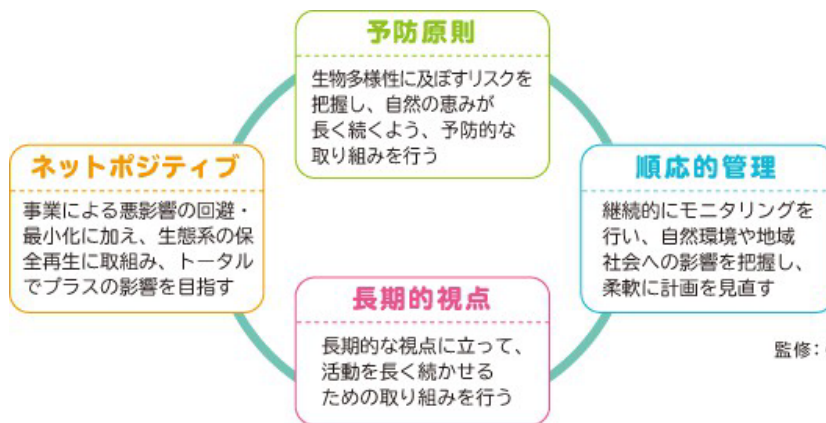 予防原則
生物多様性に及ぼすリスクを
把握し、自然の恵みが
長く続くよう、予防的な
取り組みを行う
ネットポジティブ
事業による悪影響の回避・
最小化に加え、生態系の保
全再生に取組み、トータル
でプラスの影響を目指す
順応的管理
継続的にモニタリングを
行い、自然環境や地域
社会への影響を把握し、
柔軟に計画を見直す
長期的視点
長期的な視点に立って、
活動を長く続かせる
ための取り組みを行う
監修: